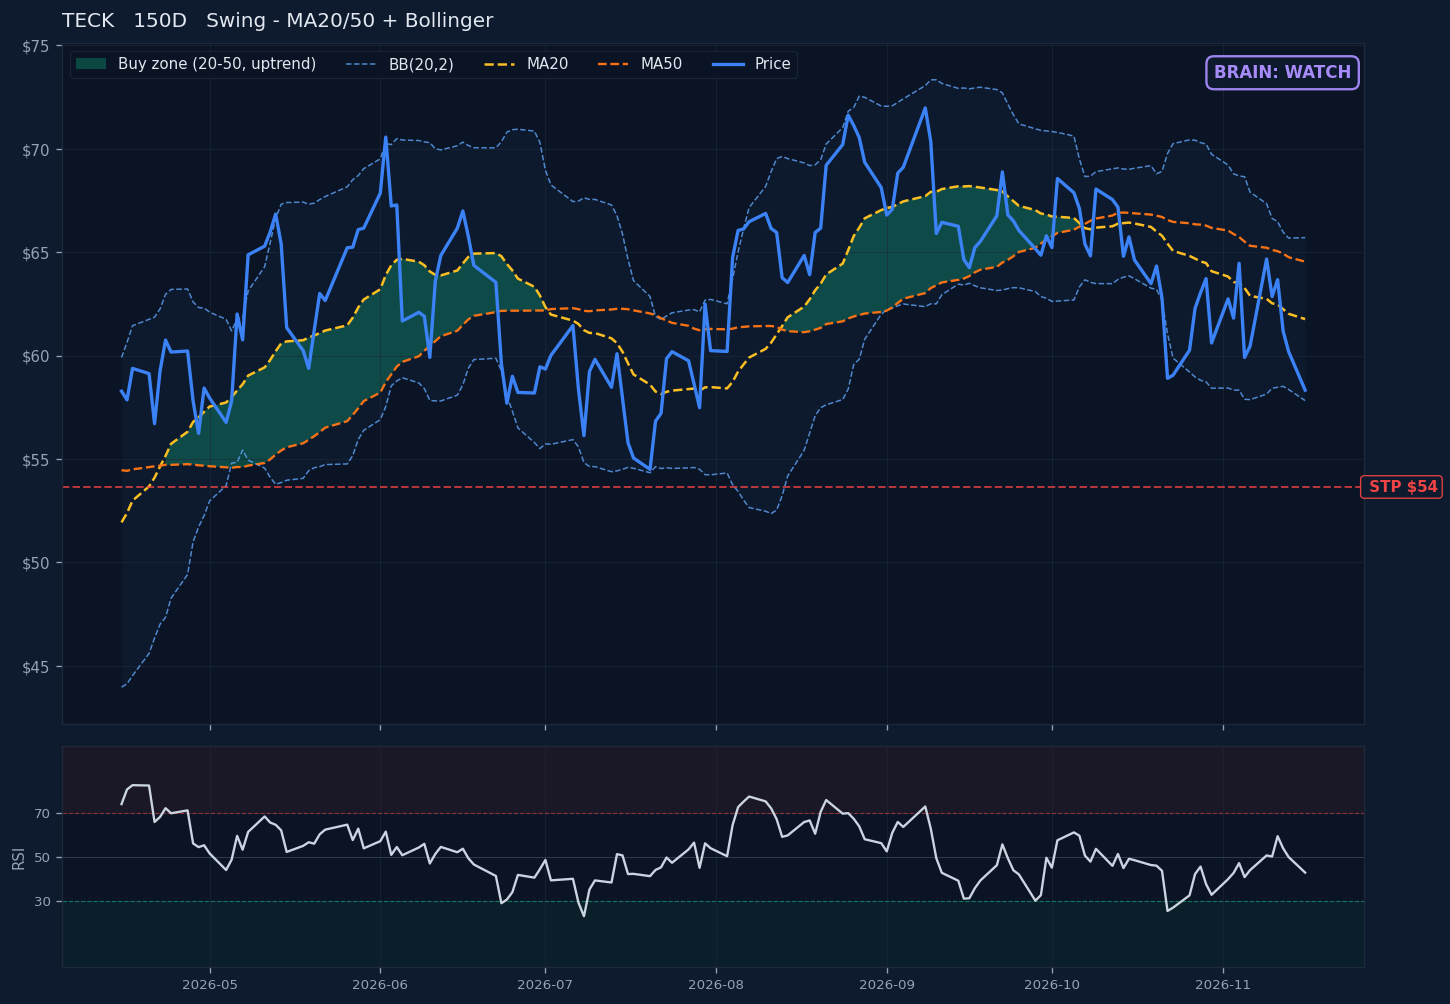 TECK   150D   Swing - MA20/50 + Bollinger
Buy zone (20-50, uptrend)   BB(20,2)   MA20   MA50   Price
BRAIN: WATCH
$75
$70
$65
$60
$55
$50
$45
STP $54
RSI
70
50
30
2026-05   2026-06   2026-07   2026-08   2026-09   2026-10   2026-11